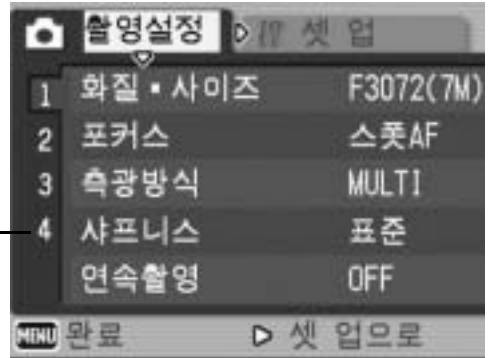 촬영설정 셋 업
1 화질▪사이즈 F3072(7M)
2 포커스 스폿AF
3 측광방식 MULTI
4 샤프니스 표준
연속촬영 OFF
MENU 완료 셋 업으로